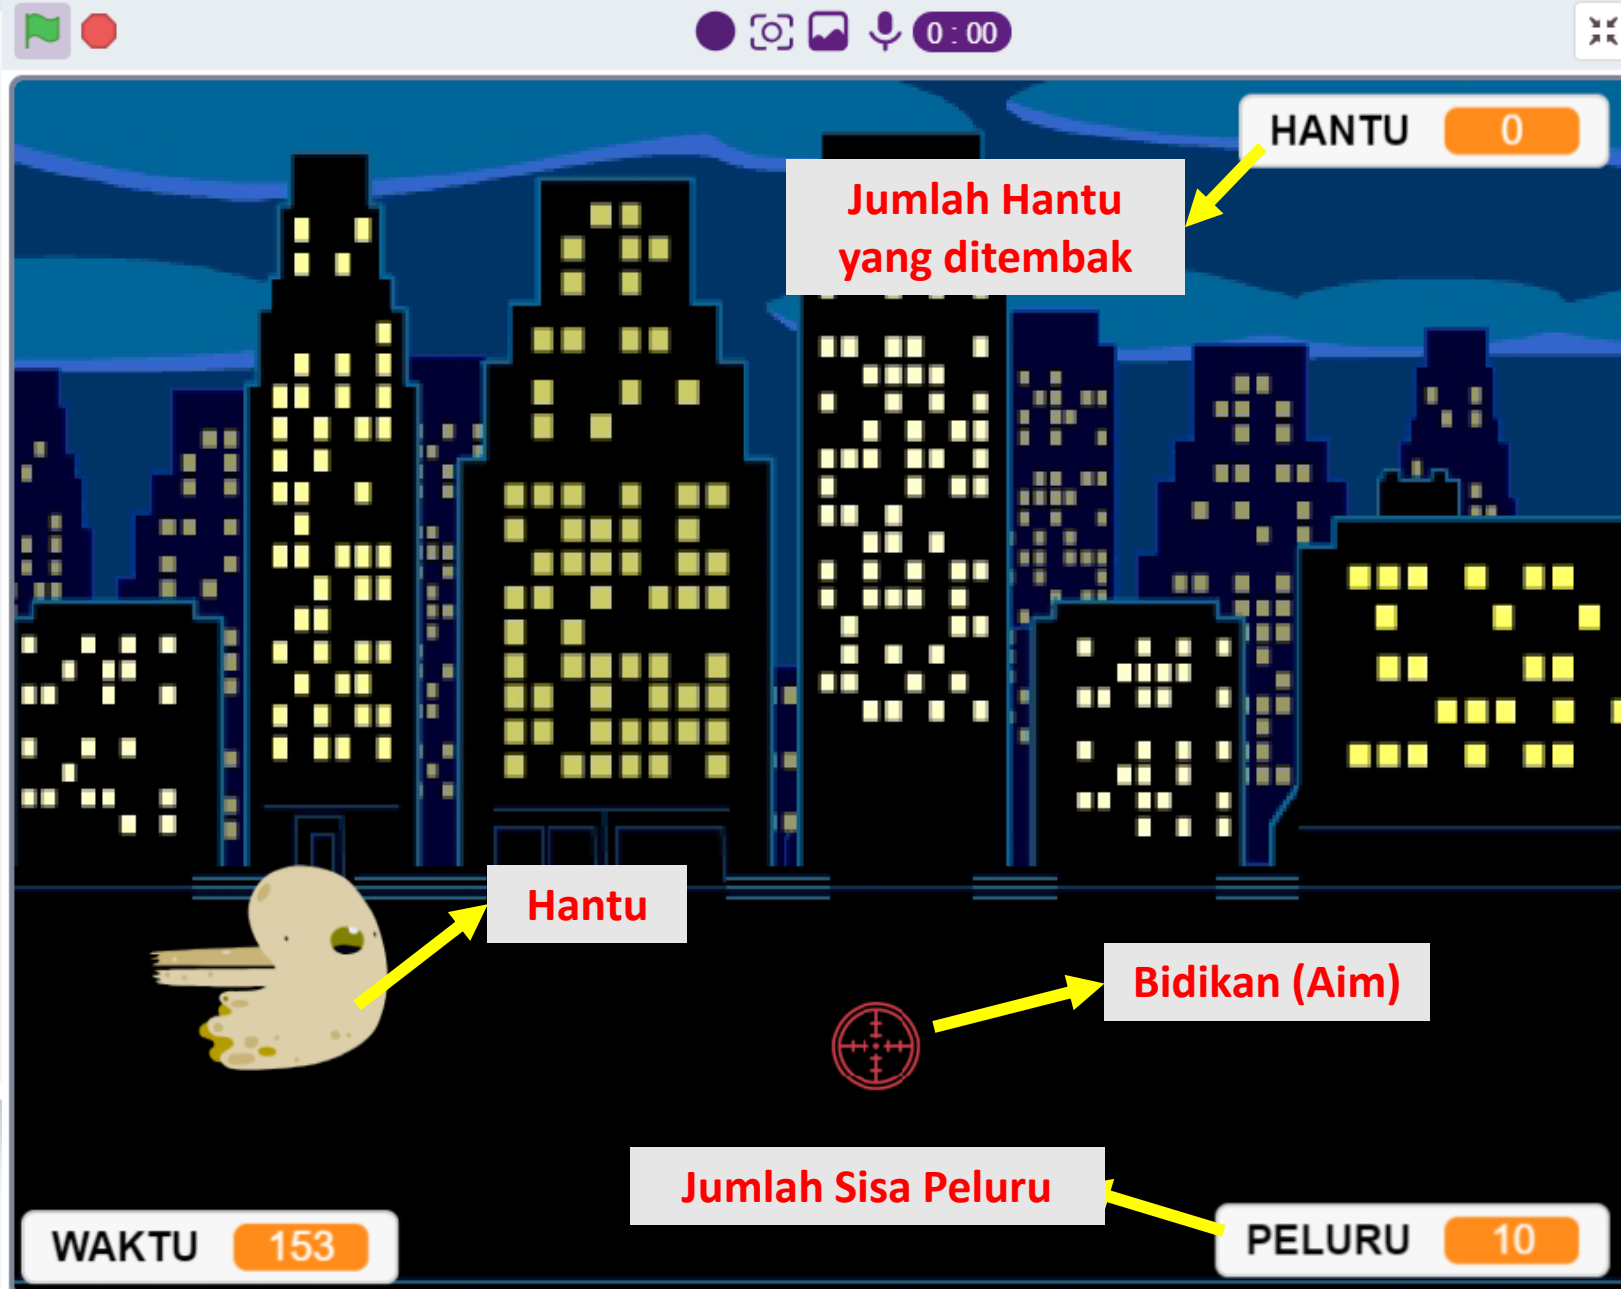 0 : 00
HANTU 0
Jumlah Hantu
yang ditembak
Hantu
Bidikan (Aim)
Jumlah Sisa Peluru
WAKTU 153
PELURU 10